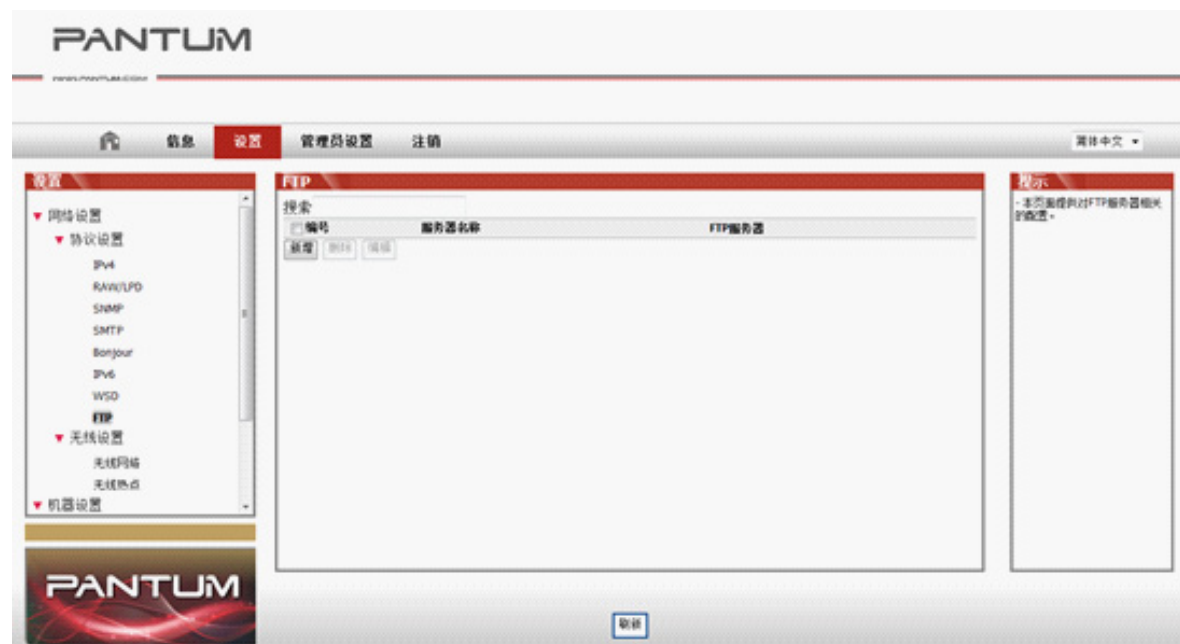 PANTUM
信息 设置 管理员设置 注销 简体中文
设置
网络设置
协议设置
IPv4
RAW/LPD
SNMP
SMTP
Bonjour
IPv6
WSD
FTP
无线设置
无线网络
无线热点
机器设置
PANTUM
FTP
搜索
编号 服务器名称 FTP服务器
新增 删除 编辑
刷新
提示
- 本页面提供对FTP服务器相关
的配置。